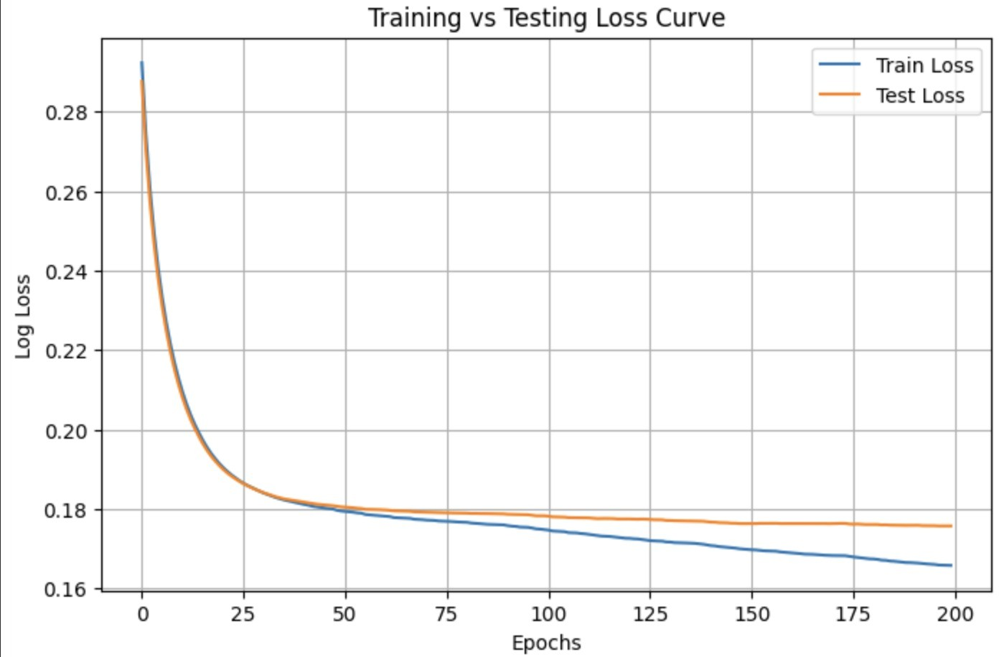 Training vs Testing Loss Curve
Train Loss
Test Loss
0.28
0.26
0.24
0.22
0.20
0.18
0.16
Log Loss
0 25 50 75 100 125 150 175 200
Epochs